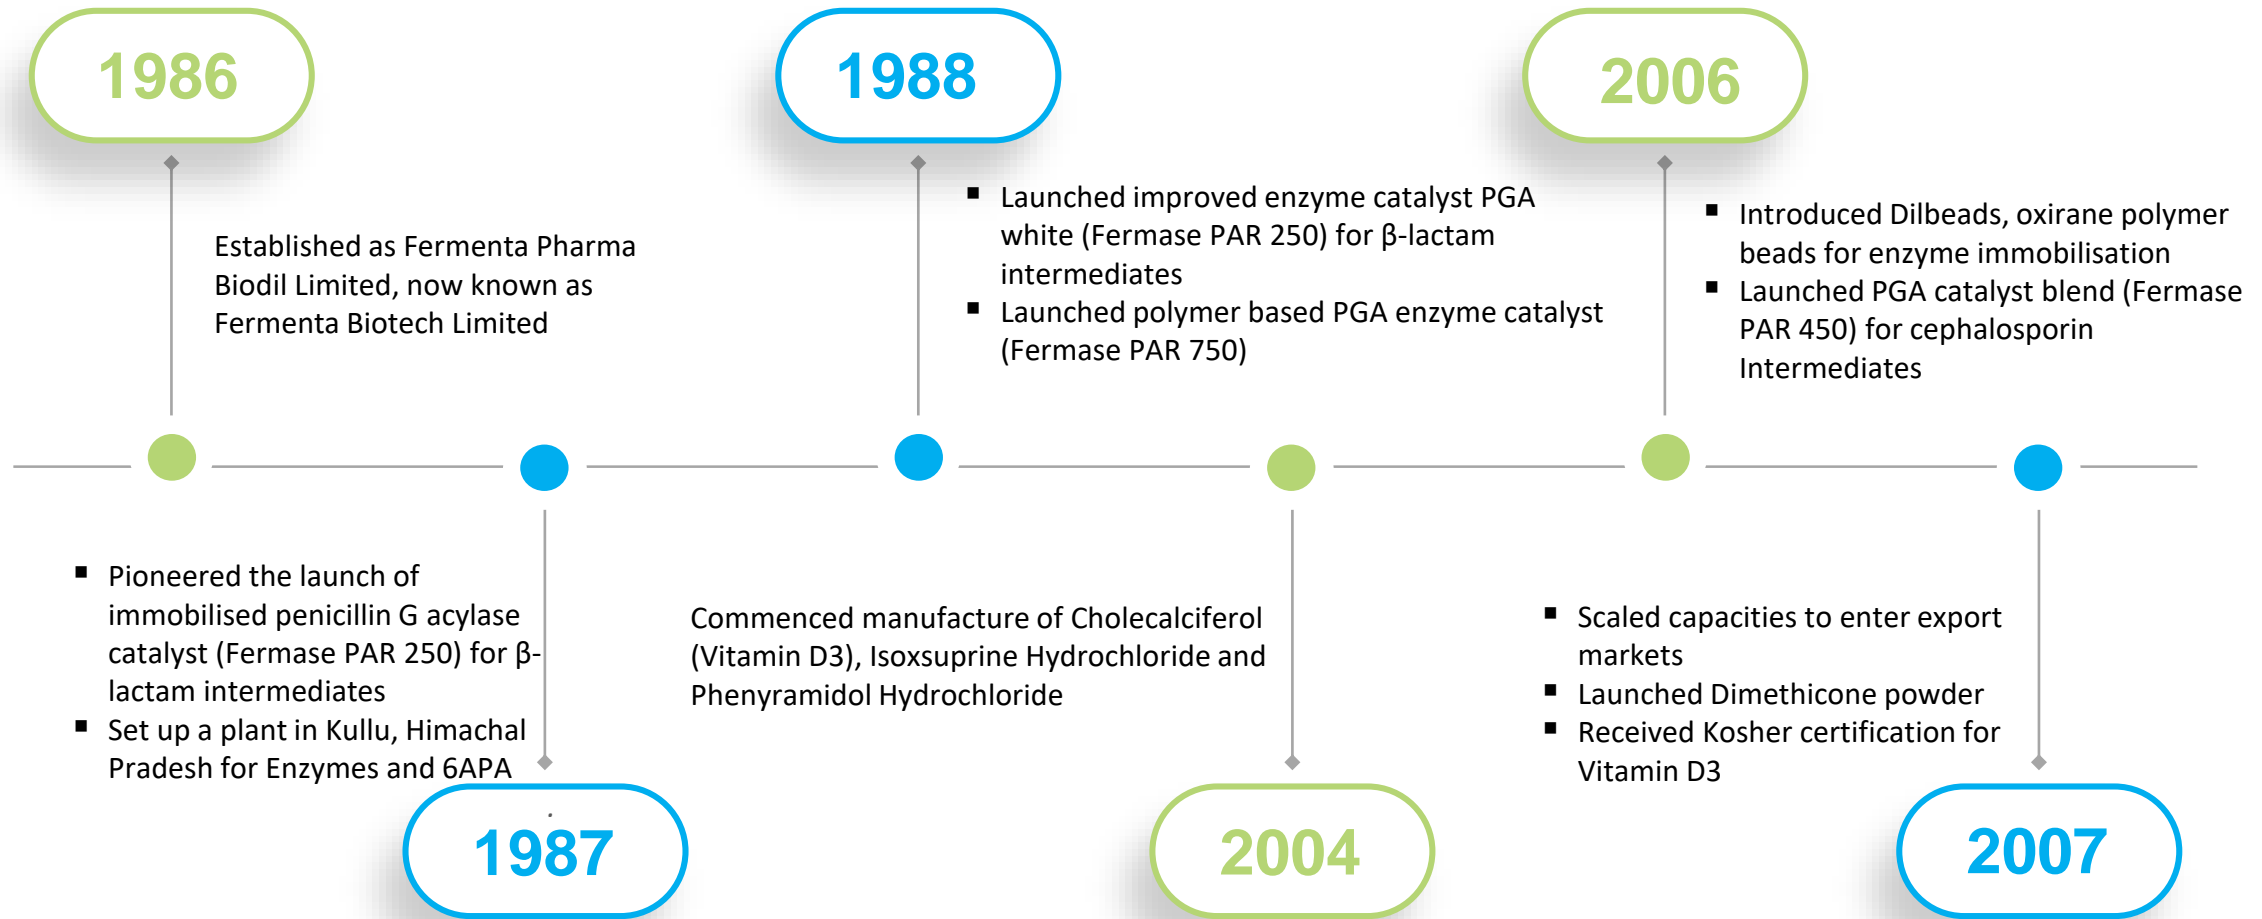 1986
Established as Fermenta Pharma
Biodil Limited, now known as
Fermenta Biotech Limited
1988
▪ Launched improved enzyme catalyst PGA
white (Fermase PAR 250) for β-lactam
intermediates
▪ Launched polymer based PGA enzyme catalyst
(Fermase PAR 750)
2006
▪ Introduced Dilbeads, oxirane polymer
beads for enzyme immobilisation
▪ Launched PGA catalyst blend (Fermase
PAR 450) for cephalosporin
Intermediates
▪ Pioneered the launch of
immobilised penicillin G acylase
catalyst (Fermase PAR 250) for β-
lactam intermediates
▪ Set up a plant in Kullu, Himachal
Pradesh for Enzymes and 6APA
.
1987
Commenced manufacture of Cholecalciferol
(Vitamin D3), Isoxsuprine Hydrochloride and
Phenyramidol Hydrochloride
2004
▪ Scaled capacities to enter export
markets
▪ Launched Dimethicone powder
▪ Received Kosher certification for
Vitamin D3
2007